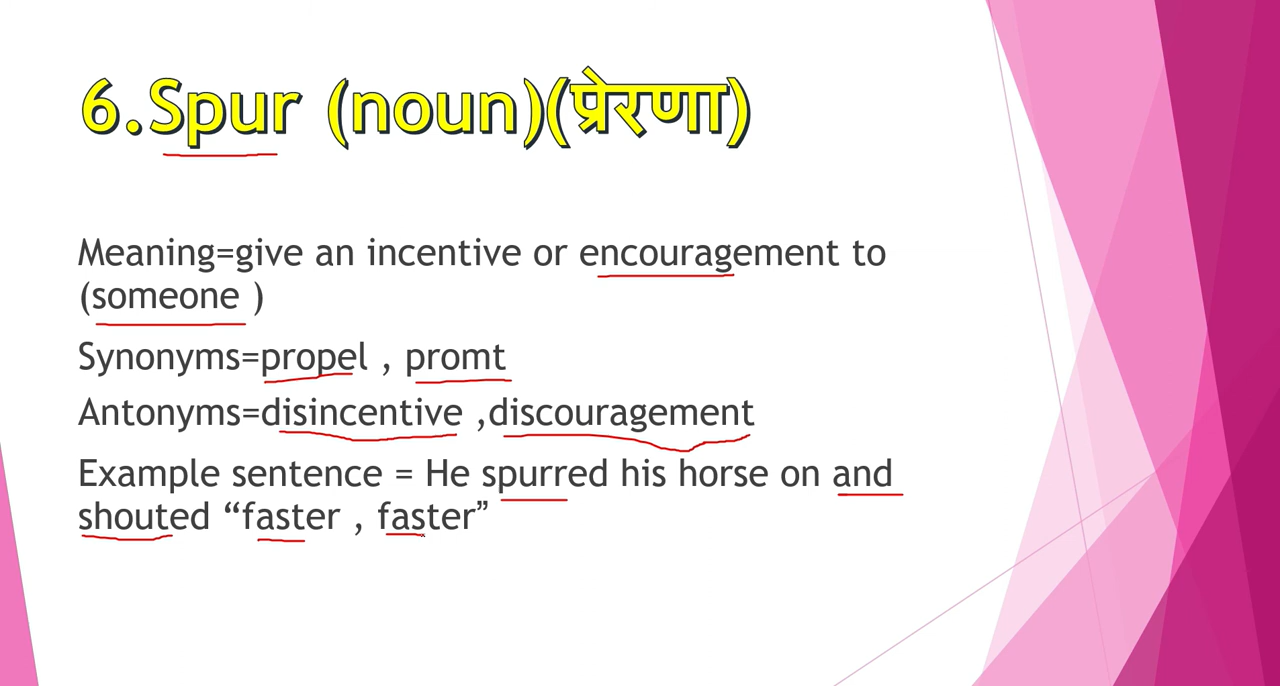 6.Spur (noun)(प्रेरणा)
Meaning=give an incentive or encouragement to
(someone )
Synonyms=propel , promt
Antonyms=disincentive ,discouragement
Example sentence = He spurred his horse on and
shouted “faster , faster”